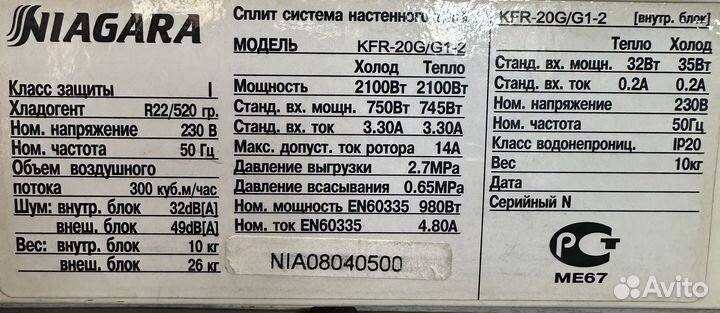 NIAGARA
Класс защиты I
Хладогент R22/520 гр.
Ном. напряжение 230 В
Ном. частота 50 Гц
Объем воздушного
потока 300 куб.м/час
Шум: внутр. блок 32dB[A]
внеш. блок 49dB[A]
Вес: внутр. блок 10 кг
внеш. блок 26 кг
Сплит система настенного типа
МОДЕЛЬ KFR-20G/G1-2
Холод Тепло
Мощность 2100Вт 2100Вт
Станд. вх. мощн. 750Вт 745Вт
Станд. вх. ток 3.30А 3.30А
Макс. допуст. ток ротора 14А
Давление выгрузки 2.7МРа
Давление всасывания 0.65МРа
Ном. мощность EN60335 980Вт
Ном. ток EN60335 4.80А
NIA08040500
KFR-20G/G1-2 [внутр. блок]
Тепло Холод
Станд. вх. мощн. 32Вт 35Вт
Станд. вх. ток 0.2А 0.2А
Ном. напряжение 230В
Ном. частота 50Гц
Класс водонепрониц. IP20
Вес 10кг
Дата
Серийный N
РСТ
МЕ67
Avito